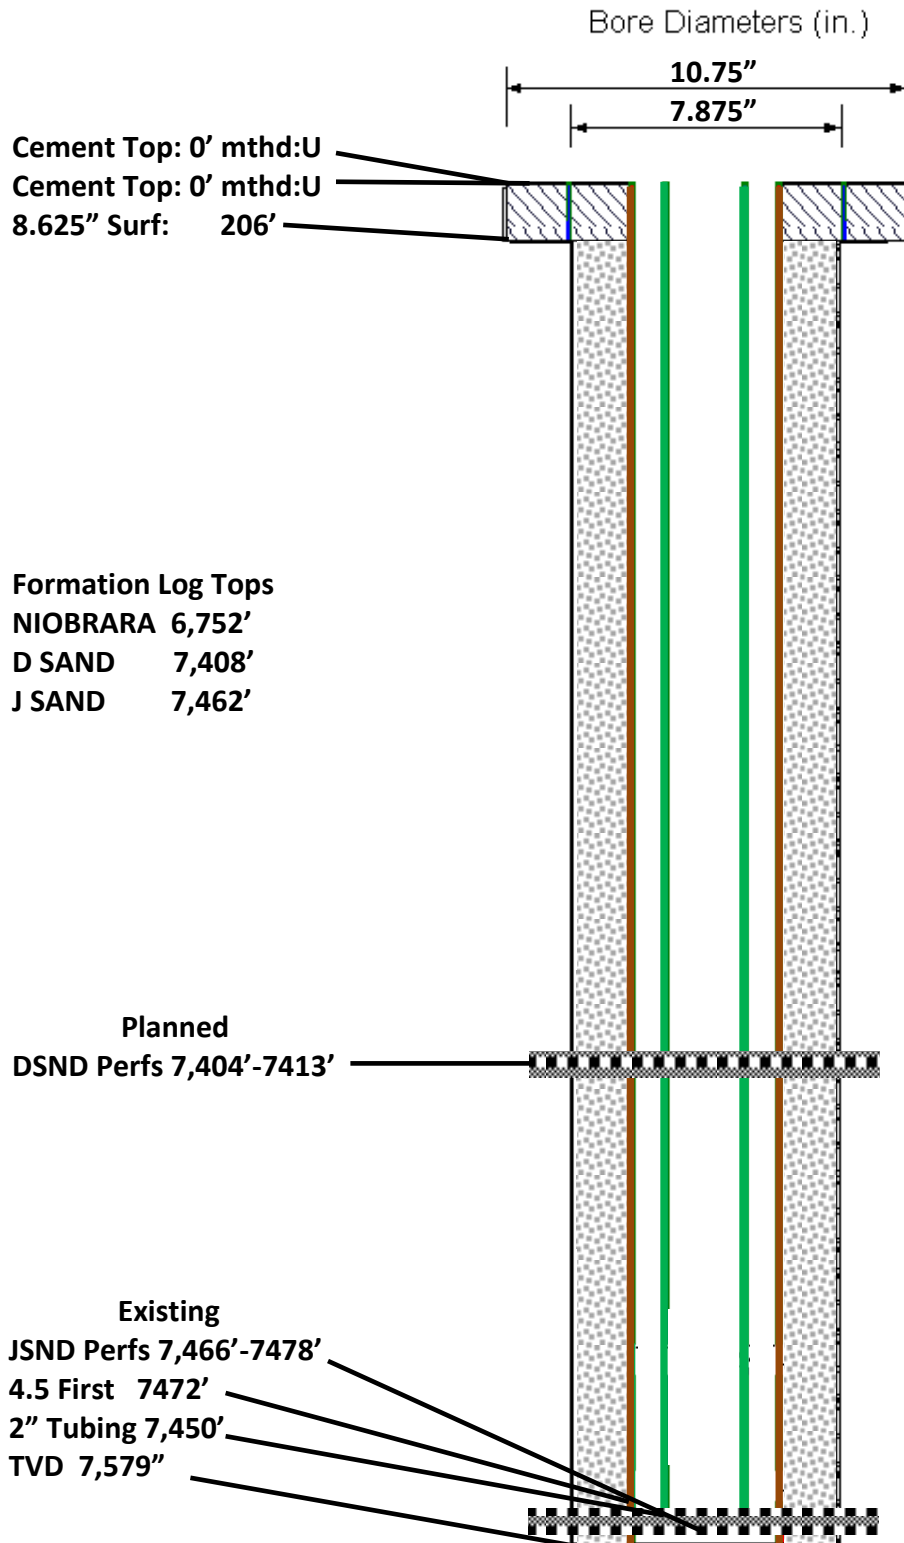 Bore Diameters (in.)
10.75”
7.875”
Cement Top: 0’ mthd:U
Cement Top: 0’ mthd:U
8.625” Surf: 206’
Formation Log Tops
NIOBRARA 6,752’
D SAND 7,408’
J SAND 7,462’
Planned
DSND Perfs 7,404’-7413’
Existing
JSND Perfs 7,466’-7478’
4.5 First 7472’
2” Tubing 7,450’
TVD 7,579”